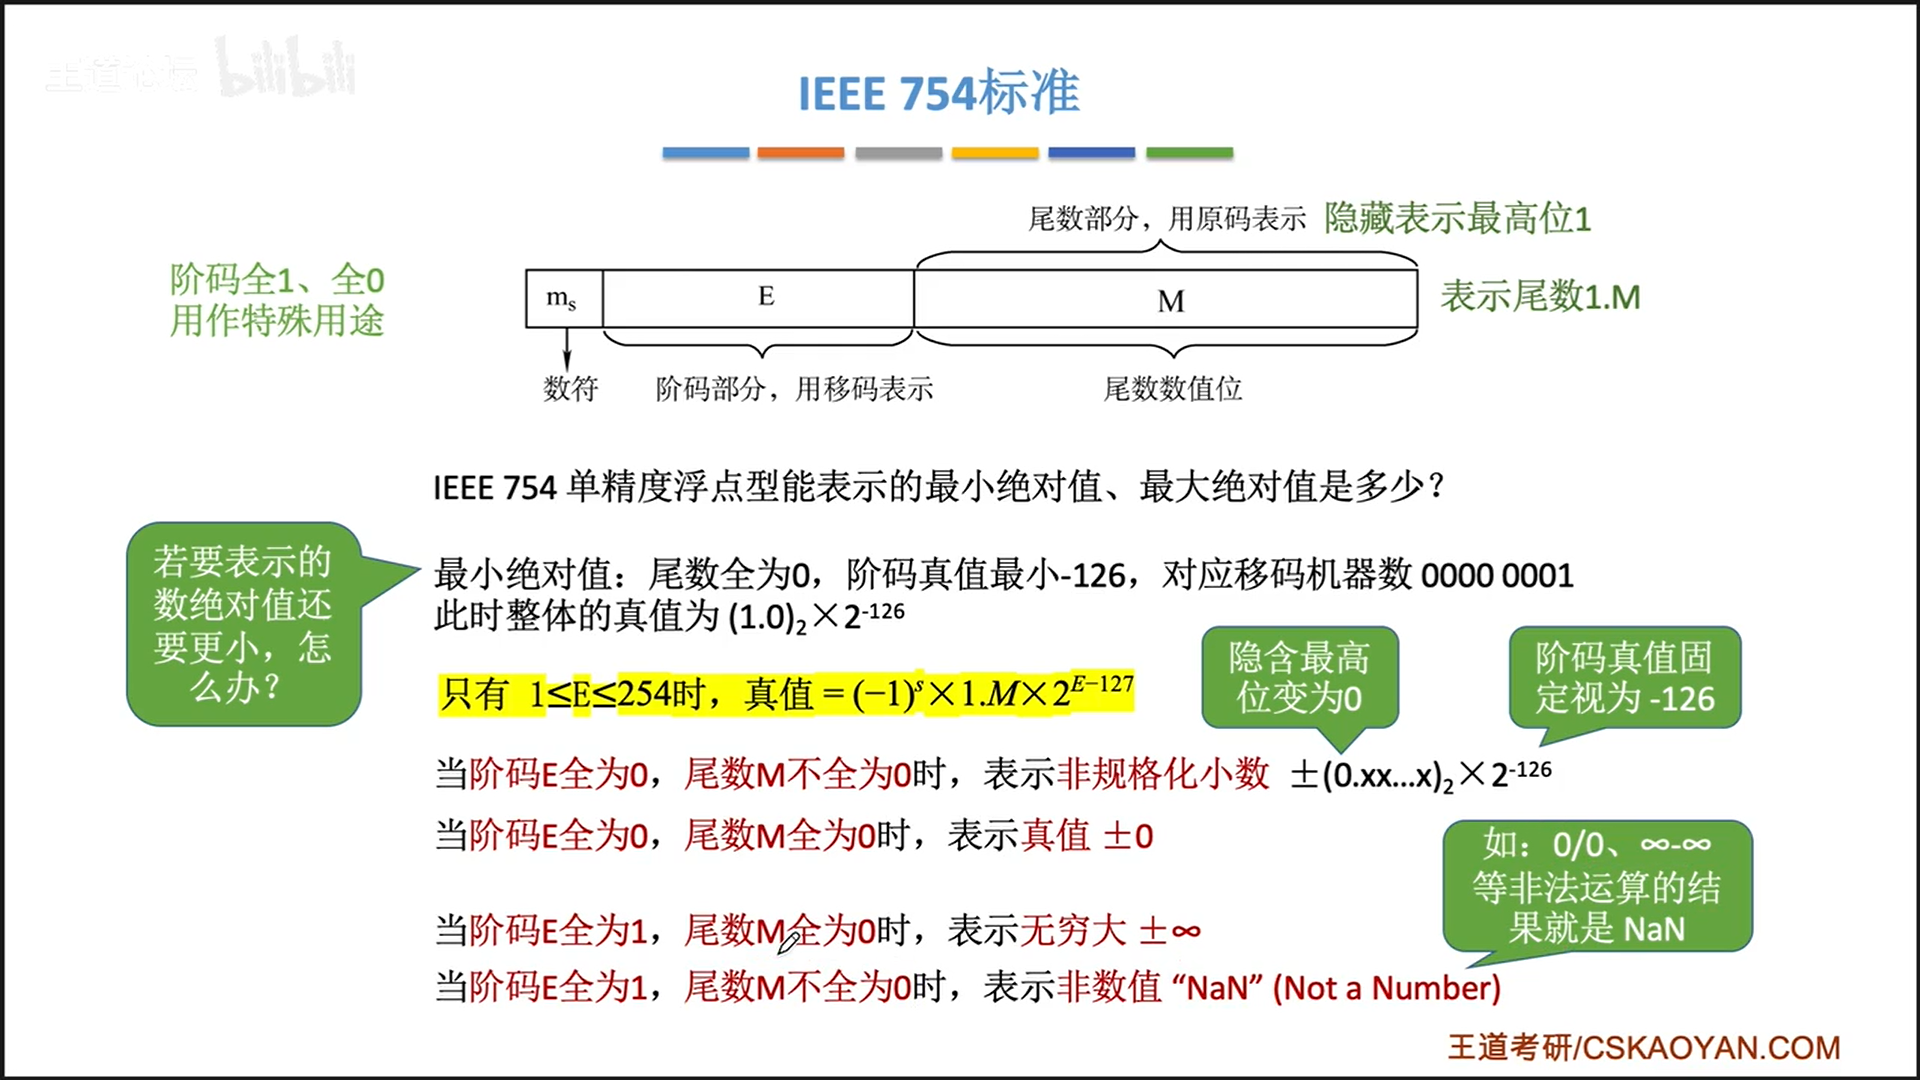 王道论坛 bilibili
IEEE 754标准
尾数部分，用原码表示 隐藏表示最高位1
阶码全1、全0
用作特殊用途
ms E M
表示尾数1.M
数符 阶码部分，用移码表示 尾数数值位
IEEE 754 单精度浮点型能表示的最小绝对值、最大绝对值是多少？
若要表示的
数绝对值还
要更小，怎
么办？
最小绝对值：尾数全为0，阶码真值最小-126，对应移码机器数 0000 0001
此时整体的真值为 (1.0)₂×2⁻¹²⁶
只有 1≤E≤254时，真值 = (−1)ˢ×1.M×2ᴱ⁻¹²⁷
隐含最高
位变为0
阶码真值固
定视为 -126
当阶码E全为0，尾数M不全为0时，表示非规格化小数 ±(0.xx...x)₂×2⁻¹²⁶
当阶码E全为0，尾数M全为0时，表示真值 ±0
如：0/0、∞-∞
等非法运算的结
果就是 NaN
当阶码E全为1，尾数M全为0时，表示无穷大 ±∞
当阶码E全为1，尾数M不全为0时，表示非数值 “NaN” (Not a Number)
王道考研/CSKAOYAN.COM